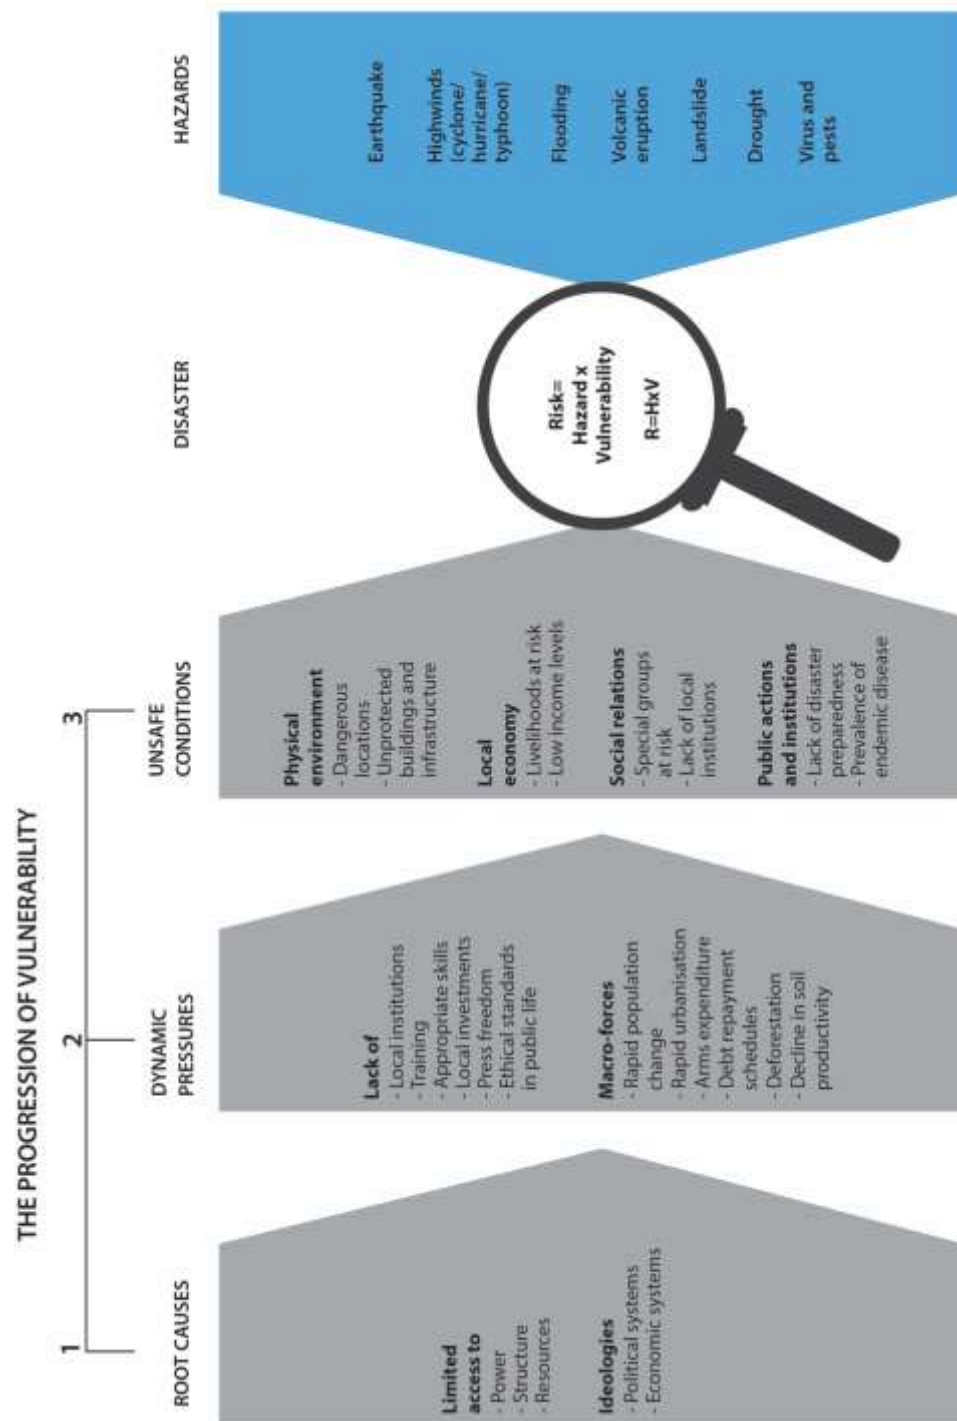 THE PROGRESSION OF VULNERABILITY
1
2
3
ROOT CAUSES
DYNAMIC
PRESSURES
UNSAFE
CONDITIONS
DISASTER
HAZARDS
Limited
access to
- Power
- Structure
- Resources
Ideologies
- Political systems
- Economic systems
Lack of
- Local institutions
- Training
- Appropriate skills
- Local investments
- Press freedom
- Ethical standards
in public life
Macro-forces
- Rapid population
change
- Rapid urbanisation
- Arms expenditure
- Debt repayment
schedules
- Deforestation
- Decline in soil
productivity
Physical
environment
- Dangerous
locations
- Unprotected
buildings and
infrastructure
Local
economy
- Livelihoods at risk
- Low income levels
Social relations
- Special groups
at risk
- Lack of local
institutions
Public actions
and institutions
- Lack of disaster
preparedness
- Prevalence of
endemic disease
Risk=
Hazard x
Vulnerability
R=HxV
Earthquake
Highwinds
(cyclone/
hurricane/
typhoon)
Flooding
Volcanic
eruption
Landslide
Drought
Virus and
pests